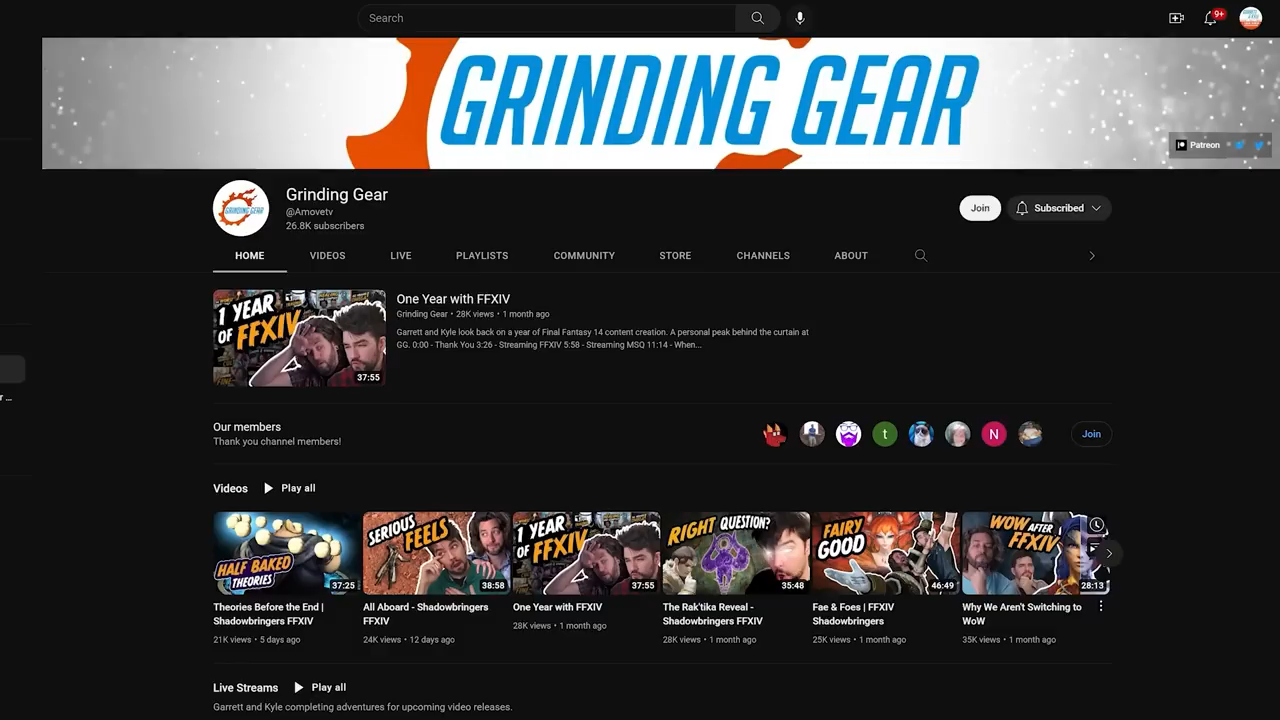 Search
9+
GRINDING GEAR
Patreon
GRINDING GEAR
Grinding Gear
@Amovetv
26.8K subscribers
Join
Subscribed
HOME
VIDEOS
LIVE
PLAYLISTS
COMMUNITY
STORE
CHANNELS
ABOUT
1 YEAR
OF FFXIV
37:55
One Year with FFXIV
Grinding Gear • 28K views • 1 month ago
Garrett and Kyle look back on a year of Final Fantasy 14 content creation. A personal peak behind the curtain at
GG. 0:00 - Thank You 3:26 - Streaming FFXIV 5:58 - Streaming MSQ 11:14 - When...
r ...
Our members
Thank you channel members!
t
N
Join
Videos
Play all
HALF BAKED
THEORIES
37:25
SERIOUS
FEELS
38:58
1 YEAR
OF FFXIV
37:55
RIGHT QUESTION?
35:48
FAIRY
GOOD
46:49
WOW AFTER
FFXIV
28:13
Theories Before the End |
Shadowbringers FFXIV
21K views • 5 days ago
All Aboard - Shadowbringers
FFXIV
24K views • 12 days ago
One Year with FFXIV
28K views • 1 month ago
The Rak'tika Reveal -
Shadowbringers FFXIV
28K views • 1 month ago
Fae & Foes | FFXIV
Shadowbringers
25K views • 1 month ago
Why We Aren't Switching to
WoW
35K views • 1 month ago
Live Streams
Play all
Garrett and Kyle completing adventures for upcoming video releases.